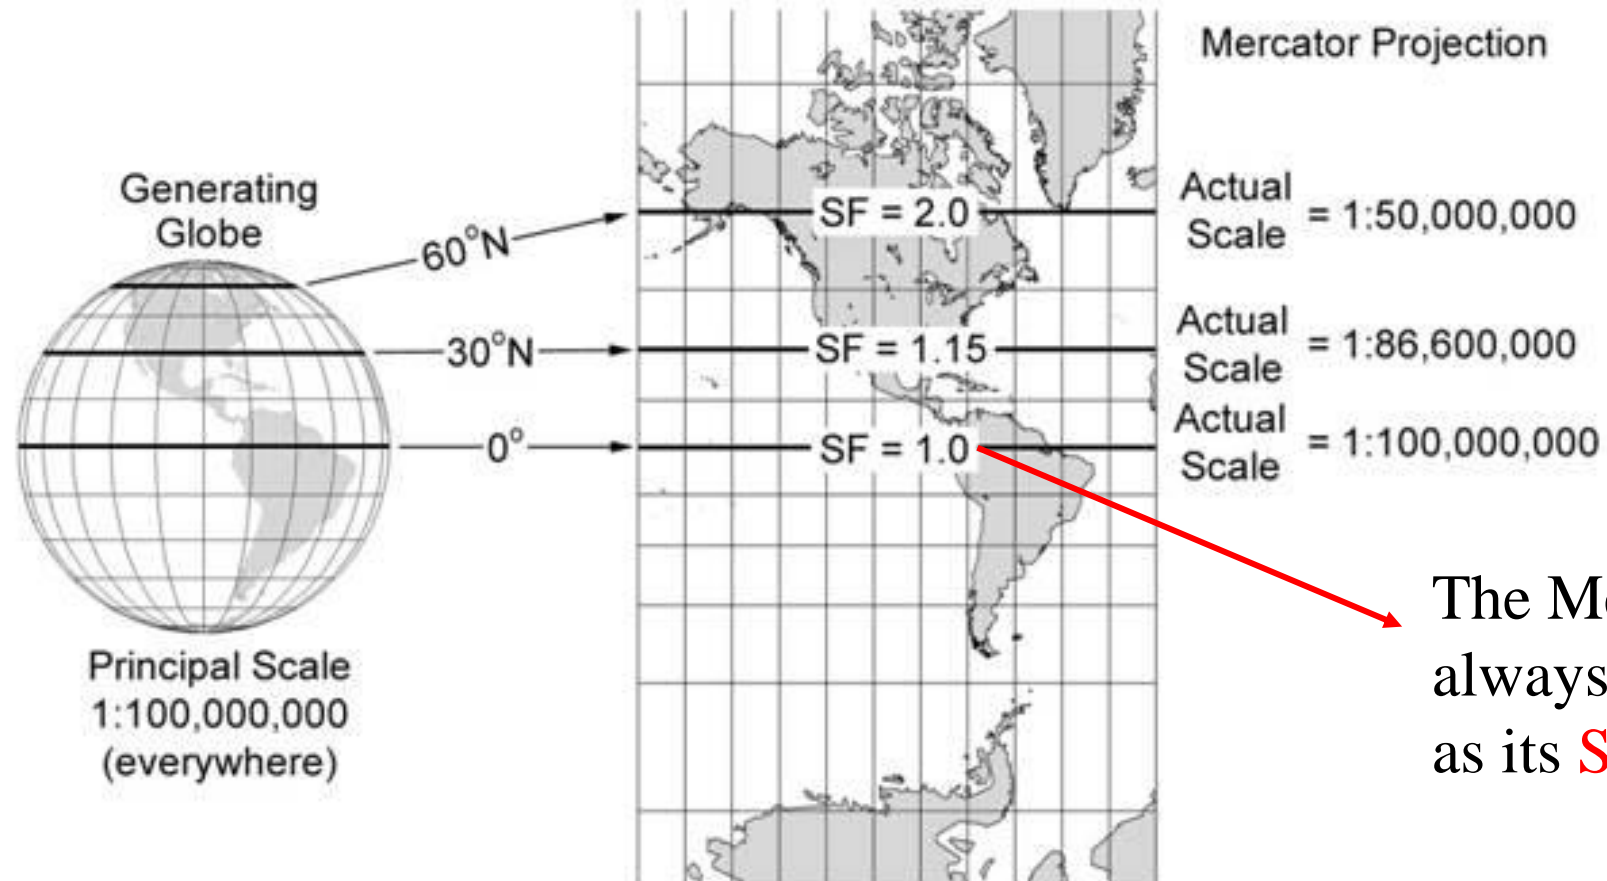 Mercator Projection
Generating
Globe
60°N
SF = 2.0
Actual
Scale
= 1:50,000,000
30°N
SF = 1.15
Actual
Scale
= 1:86,600,000
0°
SF = 1.0
Actual
Scale
= 1:100,000,000
Principal Scale
1:100,000,000
(everywhere)
The
always
as its